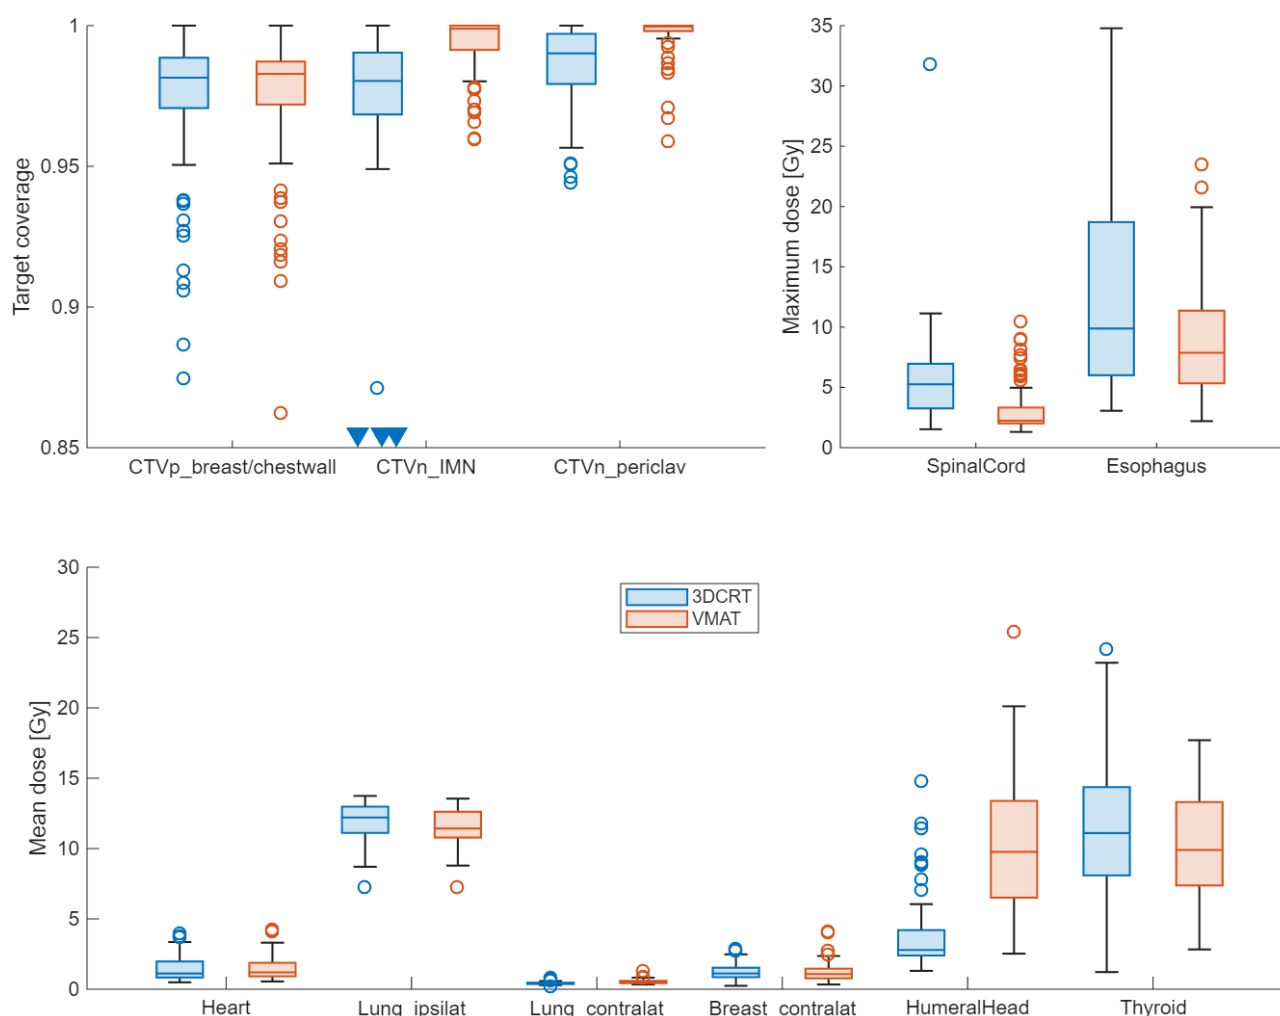 Target coverage
1
0.95
0.9
0.85
CTVp_breast/chestwall
CTVn_IMN
CTVn_periclav
Maximum dose [Gy]
35
30
25
20
15
10
5
0
SpinalCord
Esophagus
Mean dose [Gy]
30
25
20
15
10
5
0
3DCRT
VMAT
Heart
Lung_ipsilat
Lung_contralat
Breast_contralat
HumeralHead
Thyroid